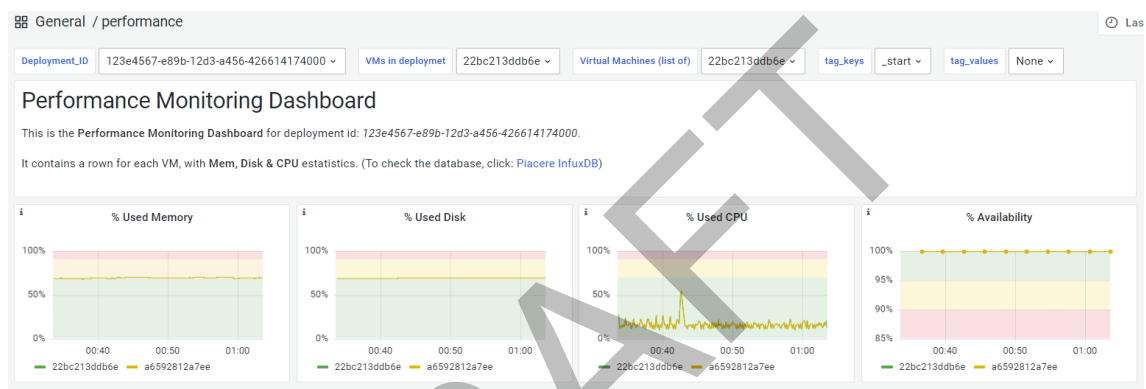 General / performance
Las
Deployment_ID 123e4567-e89b-12d3-a456-426614174000 VMs in deploymet 22bc213ddb6e Virtual Machines (list of) 22bc213ddb6e tag_keys _start tag_values None
Performance Monitoring Dashboard
This is the Performance Monitoring Dashboard for deployment id: 123e4567-e89b-12d3-a456-426614174000.
It contains a rown for each VM, with Mem, Disk & CPU estatistics. (To check the database, click: Piacere InfuxDB)
% Used Memory
100%
50%
0%
00:40 00:50 01:00
22bc213ddb6e a6592812a7ee
% Used Disk
100%
50%
0%
00:40 00:50 01:00
22bc213ddb6e a6592812a7ee
% Used CPU
100%
50%
0%
00:40 00:50 01:00
22bc213ddb6e a6592812a7ee
% Availability
100%
95%
90%
85%
00:40 00:50 01:00
22bc213ddb6e a6592812a7ee